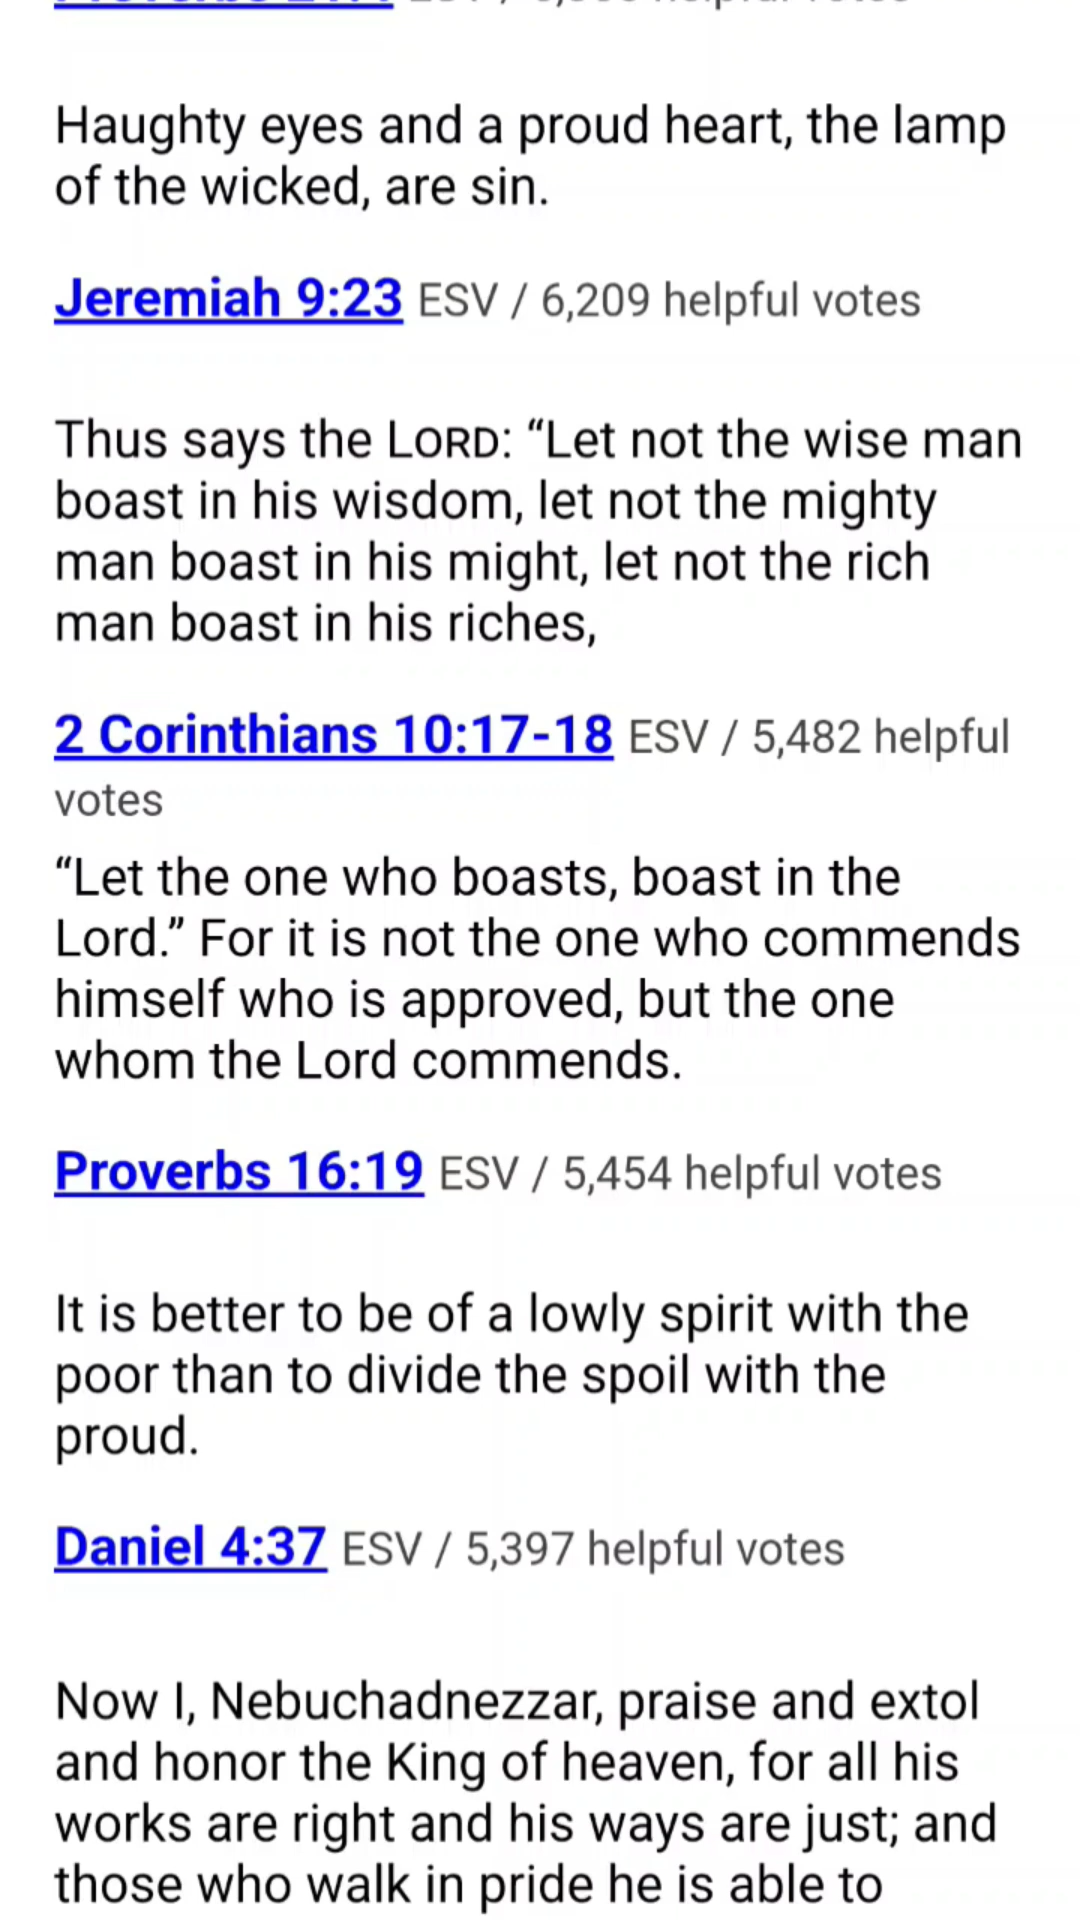 Haughty eyes and a proud heart, the lamp
of the wicked, are sin.
Jeremiah 9:23 ESV / 6,209 helpful votes
Thus says the LORD: “Let not the wise man
boast in his wisdom, let not the mighty
man boast in his might, let not the rich
man boast in his riches,
2 Corinthians 10:17-18 ESV / 5,482 helpful
votes
“Let the one who boasts, boast in the
Lord.” For it is not the one who commends
himself who is approved, but the one
whom the Lord commends.
Proverbs 16:19 ESV / 5,454 helpful votes
It is better to be of a lowly spirit with the
poor than to divide the spoil with the
proud.
Daniel 4:37 ESV / 5,397 helpful votes
Now I, Nebuchadnezzar, praise and extol
and honor the King of heaven, for all his
works are right and his ways are just; and
those who walk in pride he is able to